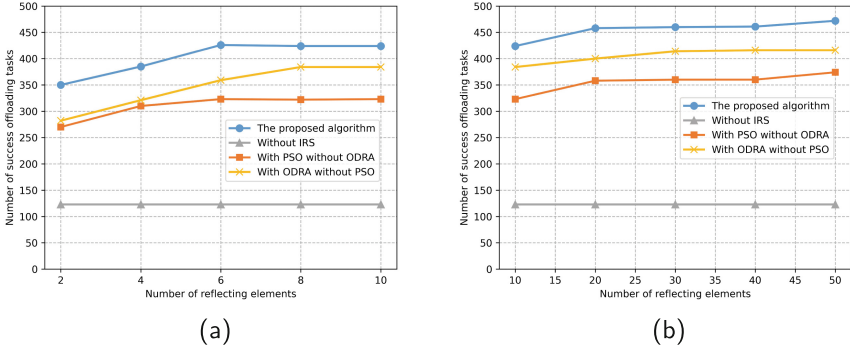 500
450
400
350
300
250
200
150
100
50
0
Number of success offloading tasks
The proposed algorithm
Without IRS
With PSO without ODRA
With ODRA without PSO
2
4
6
8
10
Number of reflecting elements
(a)
500
450
400
350
300
250
200
150
100
50
0
Number of success offloading tasks
The proposed algorithm
Without IRS
With PSO without ODRA
With ODRA without PSO
10
15
20
25
30
35
40
45
50
Number of reflecting elements
(b)